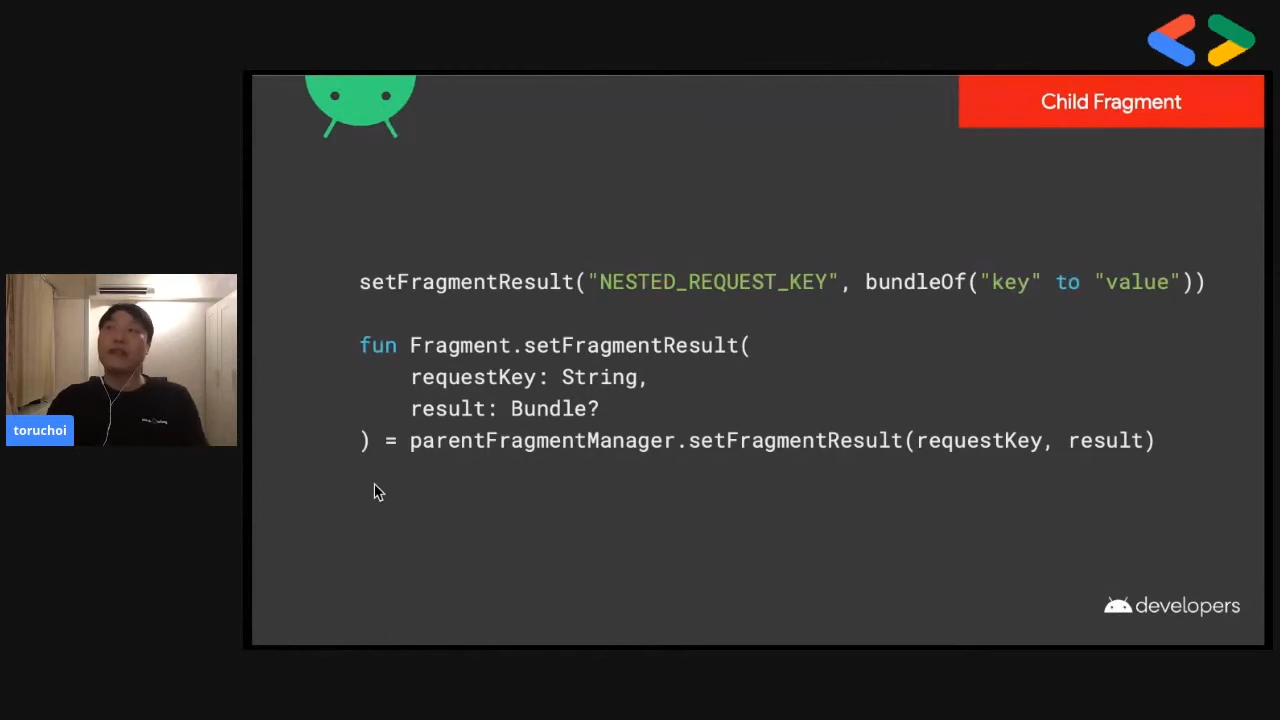 Child Fragment
setFragmentResult("NESTED_REQUEST_KEY", bundleOf("key" to "value"))
fun Fragment.setFragmentResult(
requestKey: String,
result: Bundle?
) = parentFragmentManager.setFragmentResult(requestKey, result)
toruchoi
developers